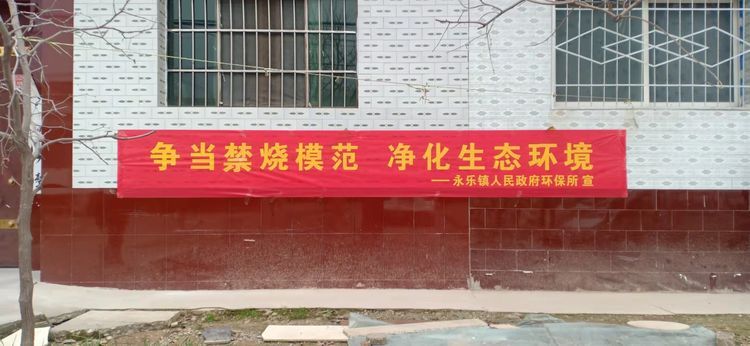 争当禁烧模范 净化生态环境
——永乐镇人民政府环保所 宣